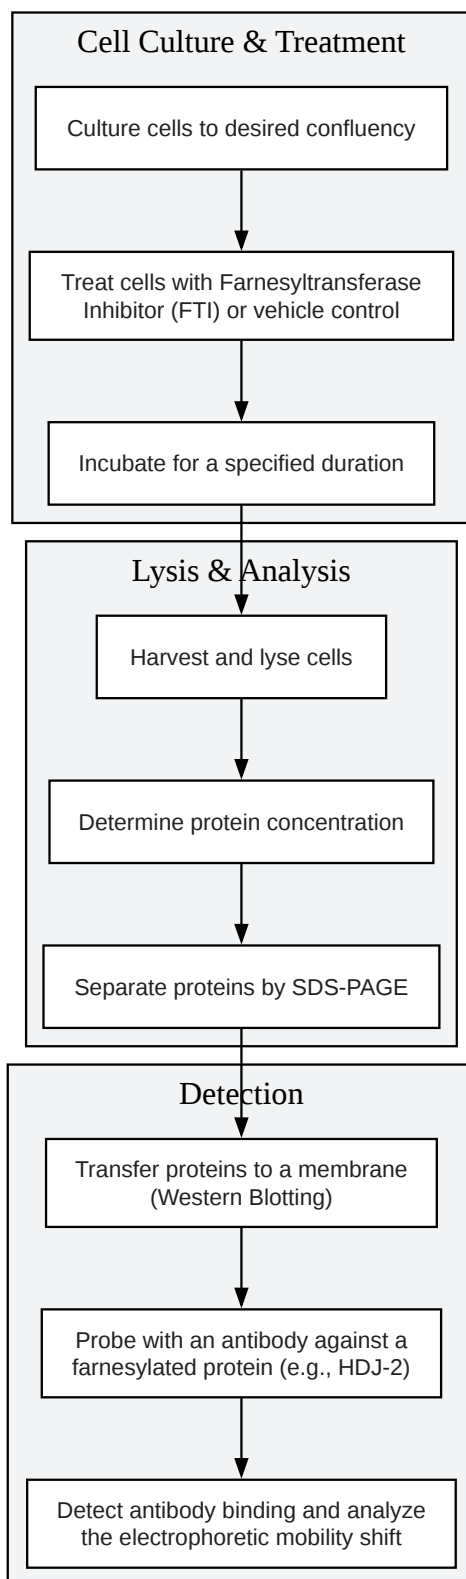 Cell Culture & Treatment
Culture cells to desired confluency
Treat cells with Farnesyltransferase
Inhibitor (FTI) or vehicle control
Incubate for a specified duration
Lysis & Analysis
Harvest and lyse cells
Determine protein concentration
Separate proteins by SDS-PAGE
Detection
Transfer proteins to a membrane
(Western Blotting)
Probe with an antibody against a
farnesylated protein (e.g., HDJ-2)
Detect antibody binding and analyze
the electrophoretic mobility shift